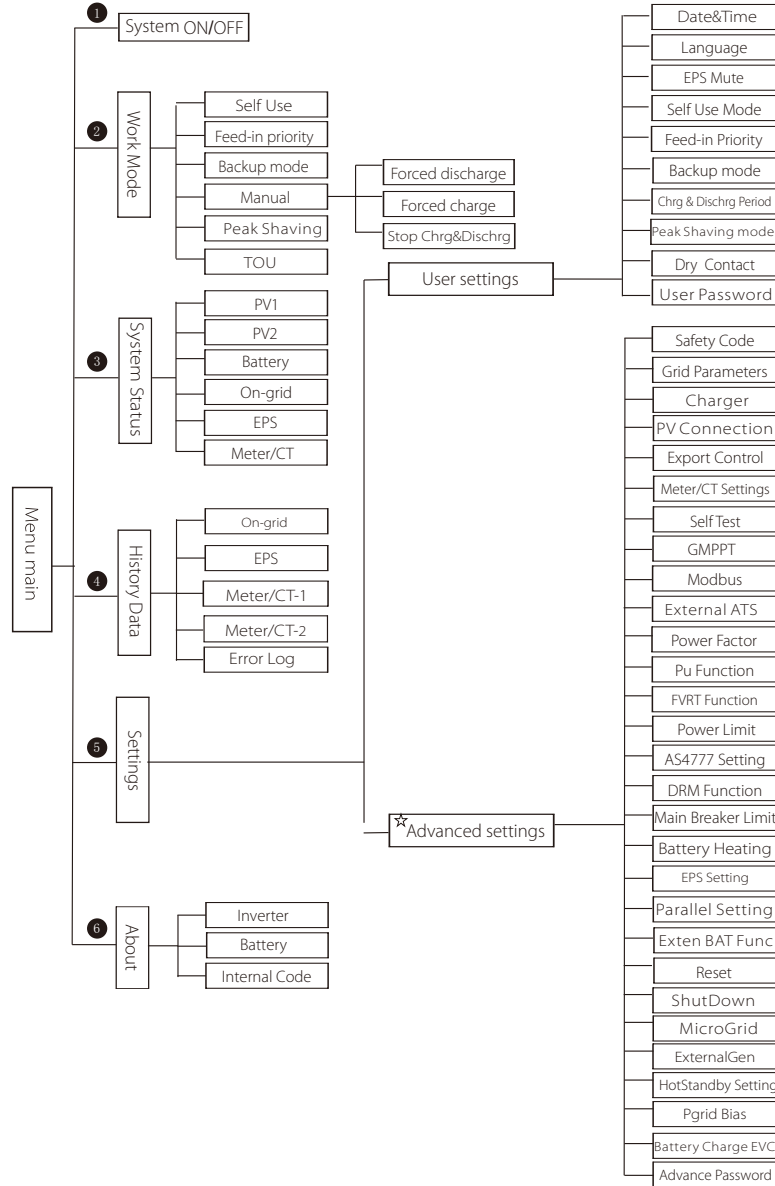 Menu main
1
System ON/OFF
2
Work Mode
Self Use
Feed-in priority
Backup mode
Manual
Peak Shaving
TOU
Forced discharge
Forced charge
Stop Chrg&Dischrg
3
System Status
PV1
PV2
Battery
On-grid
EPS
Meter/CT
4
History Data
On-grid
EPS
Meter/CT-1
Meter/CT-2
Error Log
5
Settings
User settings
Date&Time
Language
EPS Mute
Self Use Mode
Feed-in Priority
Backup mode
Chrg & Dischrg Period
Peak Shaving mode
Dry Contact
User Password
☆Advanced settings
Safety Code
Grid Parameters
Charger
PV Connection
Export Control
Meter/CT Settings
Self Test
GMPPT
Modbus
External ATS
Power Factor
Pu Function
FVRT Function
Power Limit
AS4777 Setting
DRM Function
Main Breaker Limit
Battery Heating
EPS Setting
Parallel Setting
Exten BAT Func
Reset
ShutDown
MicroGrid
ExternalGen
HotStandby Setting
Pgrid Bias
Battery Charge EVC
Advance Password
6
About
Inverter
Battery
Internal Code